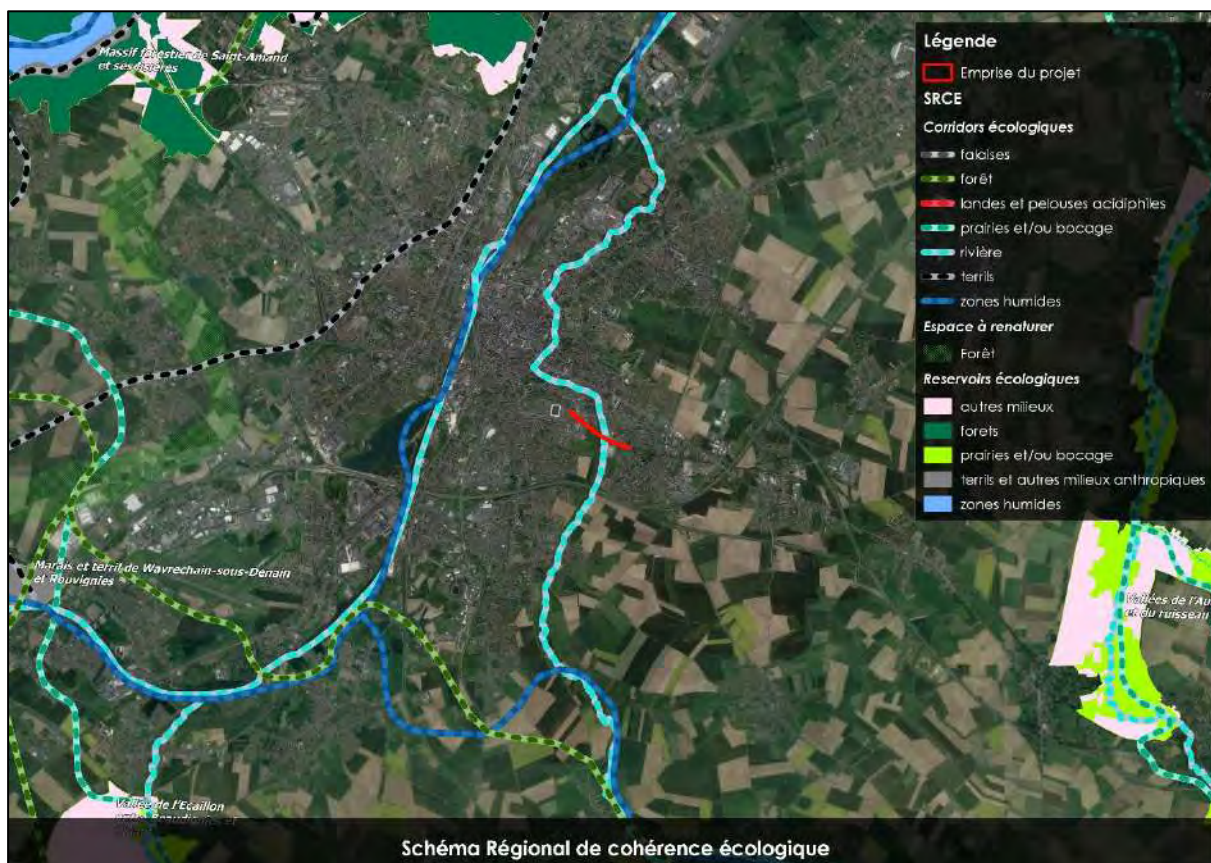 Massif forestier de Saint-Amand
et ses lisières
Légende
Emprise du projet
SRCE
Corridors écologiques
falaises
forêt
landes et pelouses acidiphiles
prairies et/ou bocage
rivière
terrils
zones humides
Espace à renaturer
Forêt
Reservoirs écologiques
autres milieux
forets
prairies et/ou bocage
terrils et autres milieux anthropiques
zones humides
Marais et terril de Wavrechain-sous-Denain
et Rouvignies
Vallées de l'Au
et du ruisseau
Vallée de l'Ecaillon
Schéma Régional de cohérence écologique